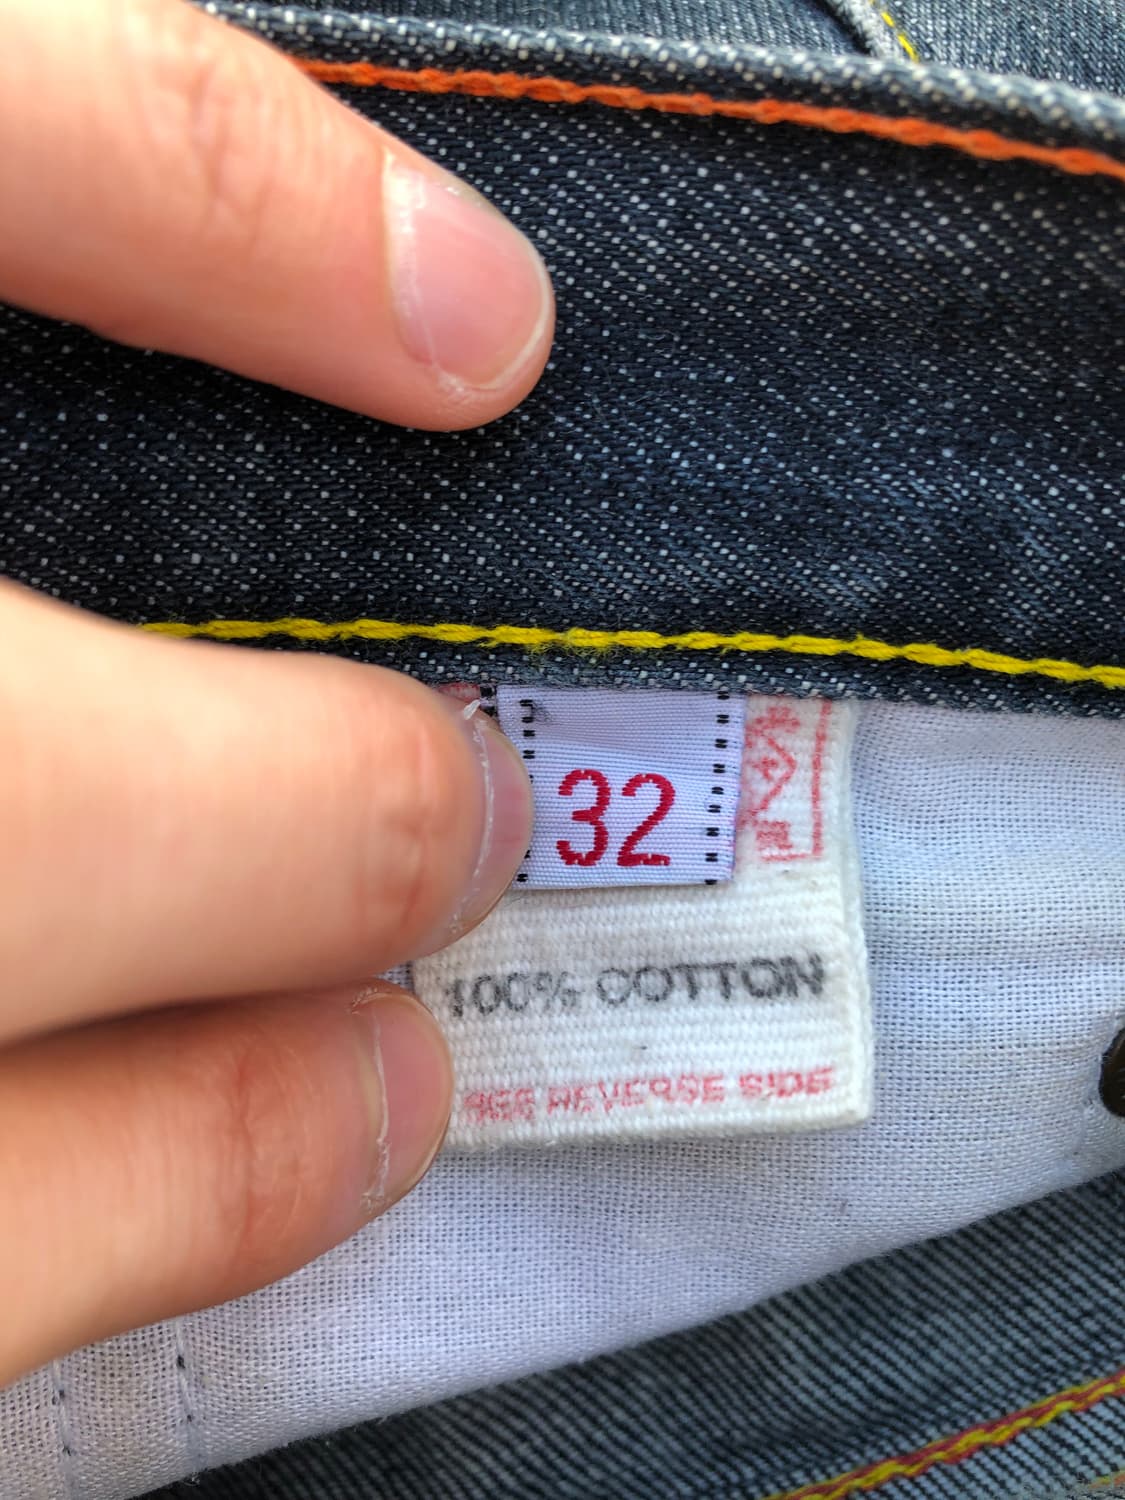 32
100% COTTON
SEE REVERSE SIDE